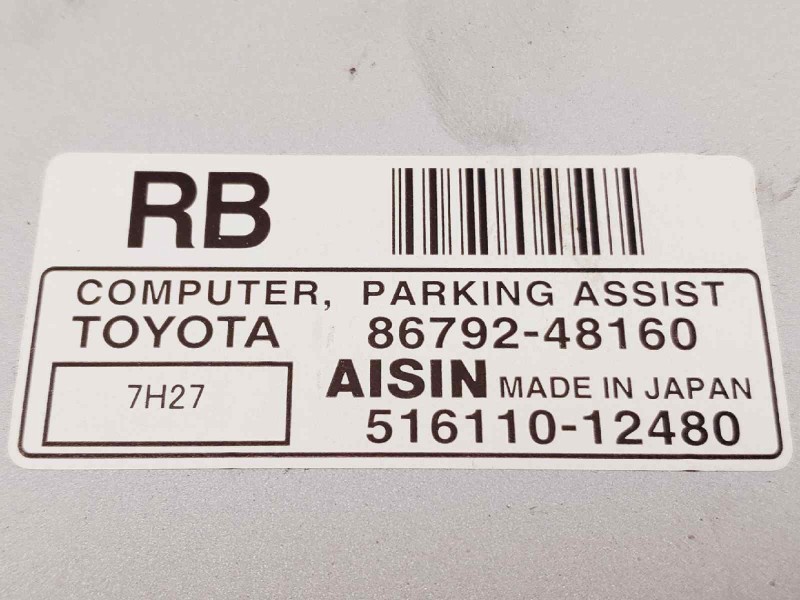 RB
COMPUTER, PARKING ASSIST
TOYOTA 86792-48160
7H27
AISIN MADE IN JAPAN
516110-12480